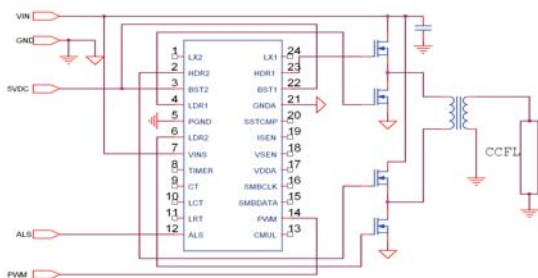 VIN
GND
5VDC
ALS
PWM
1 LX2 LX1 24
2 HDR2 HDR1 23
3 BST2 BST1 22
4 LDR1 GNDA 21
5 PGND SSTCMP 20
6 LDR2 ISEN 19
7 VINS VSEN 18
8 TIMER VDDA 17
9 CT SMBCLK 16
10 LCT SMBDATA 15
11 LRT PWM 14
12 ALS CMUL 13
CCFL